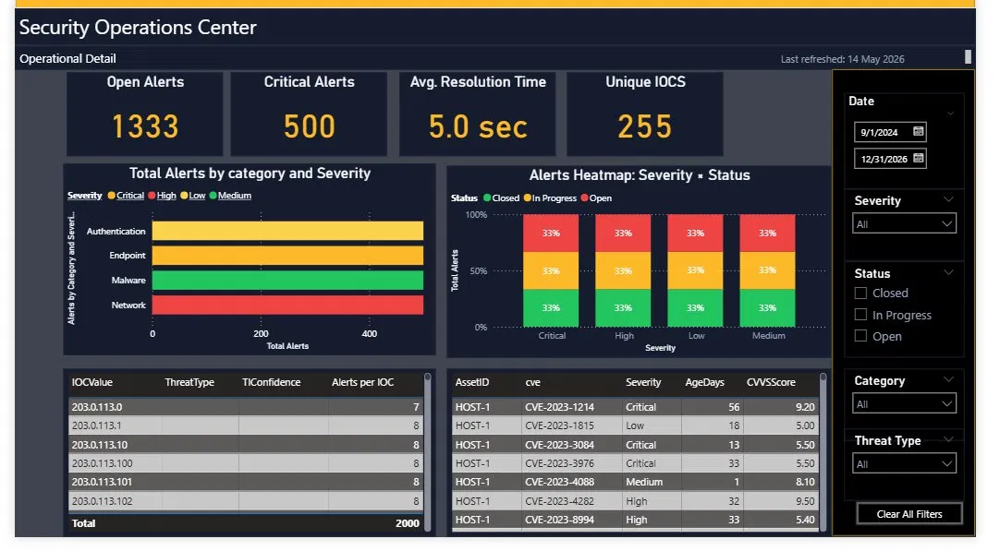 Security Operations Center
Operational Detail
Last refreshed: 14 May 2026
Open Alerts
1333
Critical Alerts
500
Avg. Resolution Time
5.0 sec
Unique IOCS
255
Total Alerts by category and Severity
Severity Critical High Low Medium
Alerts by Category and Severi...
Authentication
Endpoint
Malware
Network
0 200 400
Total Alerts
Alerts Heatmap: Severity × Status
Status Closed In Progress Open
Total Alerts
100%
50%
0%
33% 33% 33% 33%
33% 33% 33% 33%
33% 33% 33% 33%
Critical High Low Medium
Severity
IOCValue ThreatType TIConfidence Alerts per IOC
203.0.113.0 7
203.0.113.1 8
203.0.113.10 8
203.0.113.100 8
203.0.113.101 8
203.0.113.102 8
Total 2000
AssetID cve Severity AgeDays CVVSScore
HOST-1 CVE-2023-1214 Critical 56 9.20
HOST-1 CVE-2023-1815 Low 18 5.00
HOST-1 CVE-2023-3084 Critical 13 5.50
HOST-1 CVE-2023-3976 Critical 33 5.50
HOST-1 CVE-2023-4088 Medium 1 8.10
HOST-1 CVE-2023-4282 High 32 9.50
HOST-1 CVE-2023-8994 High 33 5.40
Date
9/1/2024
12/31/2026
Severity
All
Status
Closed
In Progress
Open
Category
All
Threat Type
All
Clear All Filters